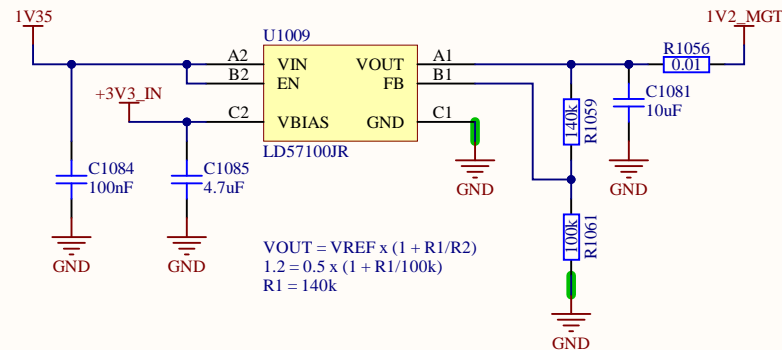 1V35
U1009
1V2_MGT
A2
VIN
VOUT
A1
R1056
0.01
B2
EN
FB
B1
+3V3_IN
C2
VBIAS
GND
C1
LD57100JR
C1084
100nF
C1085
4.7uF
140k
R1059
C1081
10uF
GND
GND
GND
GND
100k
R1061
VOUT = VREF x (1 + R1/R2)
1.2 = 0.5 x (1 + R1/100k)
R1 = 140k
GND